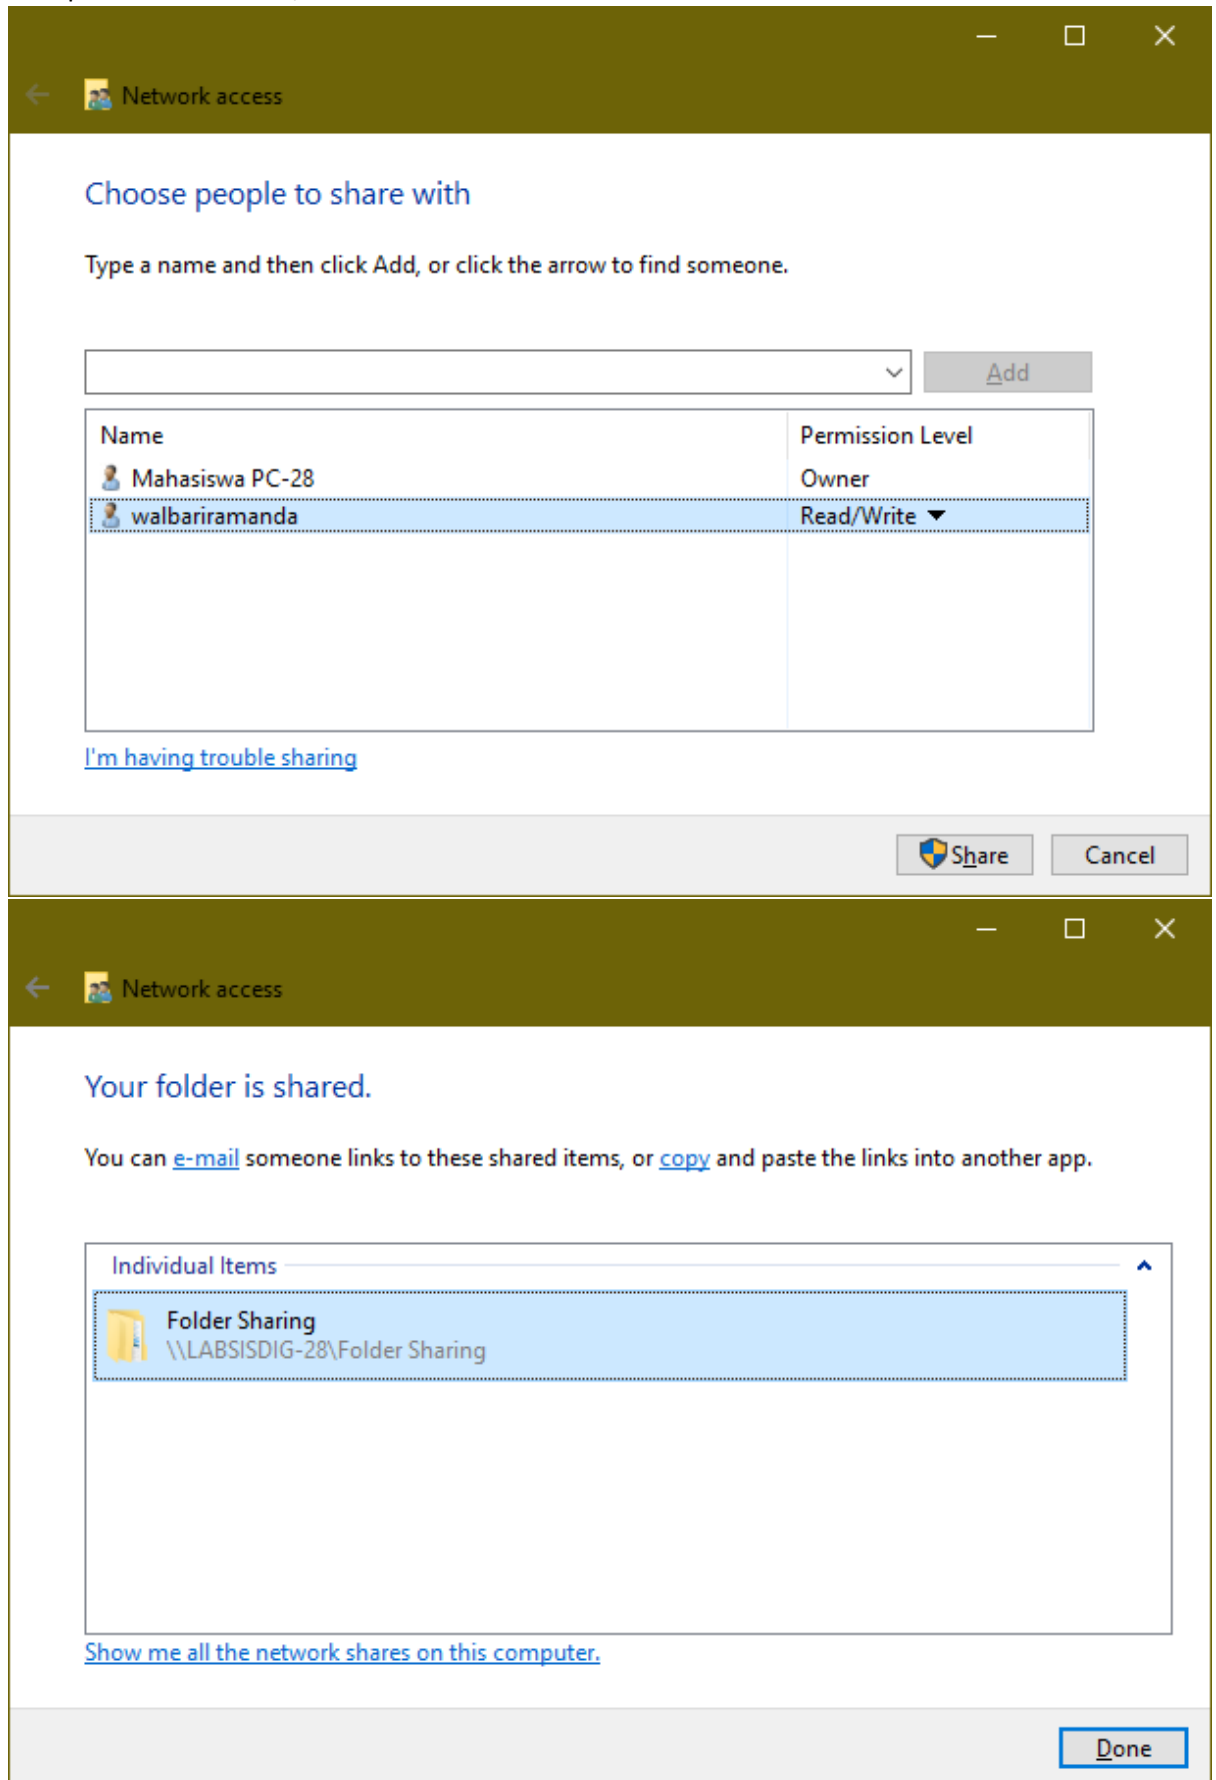 Network access
Choose people to share with
Type a name and then click Add, or click the arrow to find someone.
Add
Name Permission Level
Mahasiswa PC-28 Owner
walbariramanda Read/Write
I'm having trouble sharing
Share Cancel
Network access
Your folder is shared.
You can e-mail someone links to these shared items, or copy and paste the links into another app.
Individual Items
Folder Sharing
\\LABSISDIG-28\Folder Sharing
Show me all the network shares on this computer.
Done